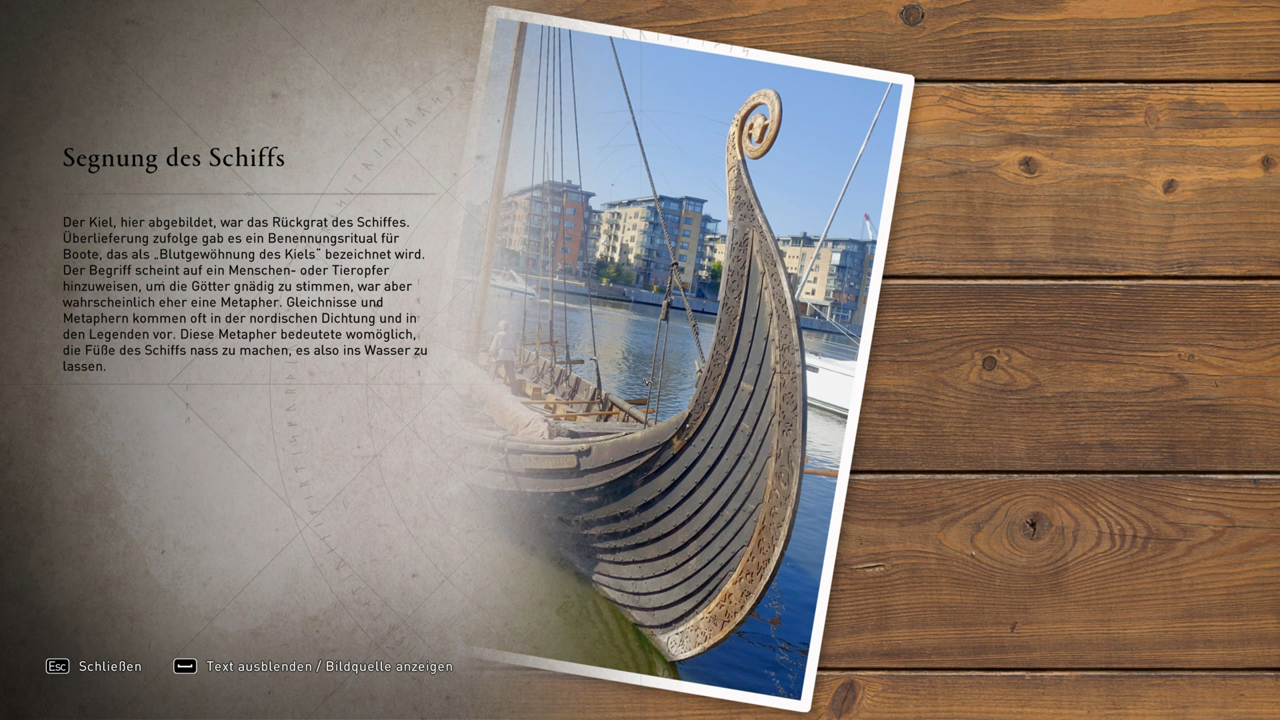 Segnung des Schiffs
Der Kiel, hier abgebildet, war das Rückgrat des Schiffes.
Überlieferung zufolge gab es ein Benennungsritual für
Boote, das als „Blutgewöhnung des Kiels“ bezeichnet wird.
Der Begriff scheint auf ein Menschen- oder Tieropfer
hinzuweisen, um die Götter gnädig zu stimmen, war aber
wahrscheinlich eher eine Metapher. Gleichnisse und
Metaphern kommen oft in der nordischen Dichtung und in
den Legenden vor. Diese Metapher bedeutete womöglich,
die Füße des Schiffs nass zu machen, es also ins Wasser zu
lassen.
Esc Schließen Text ausblenden / Bildquelle anzeigen